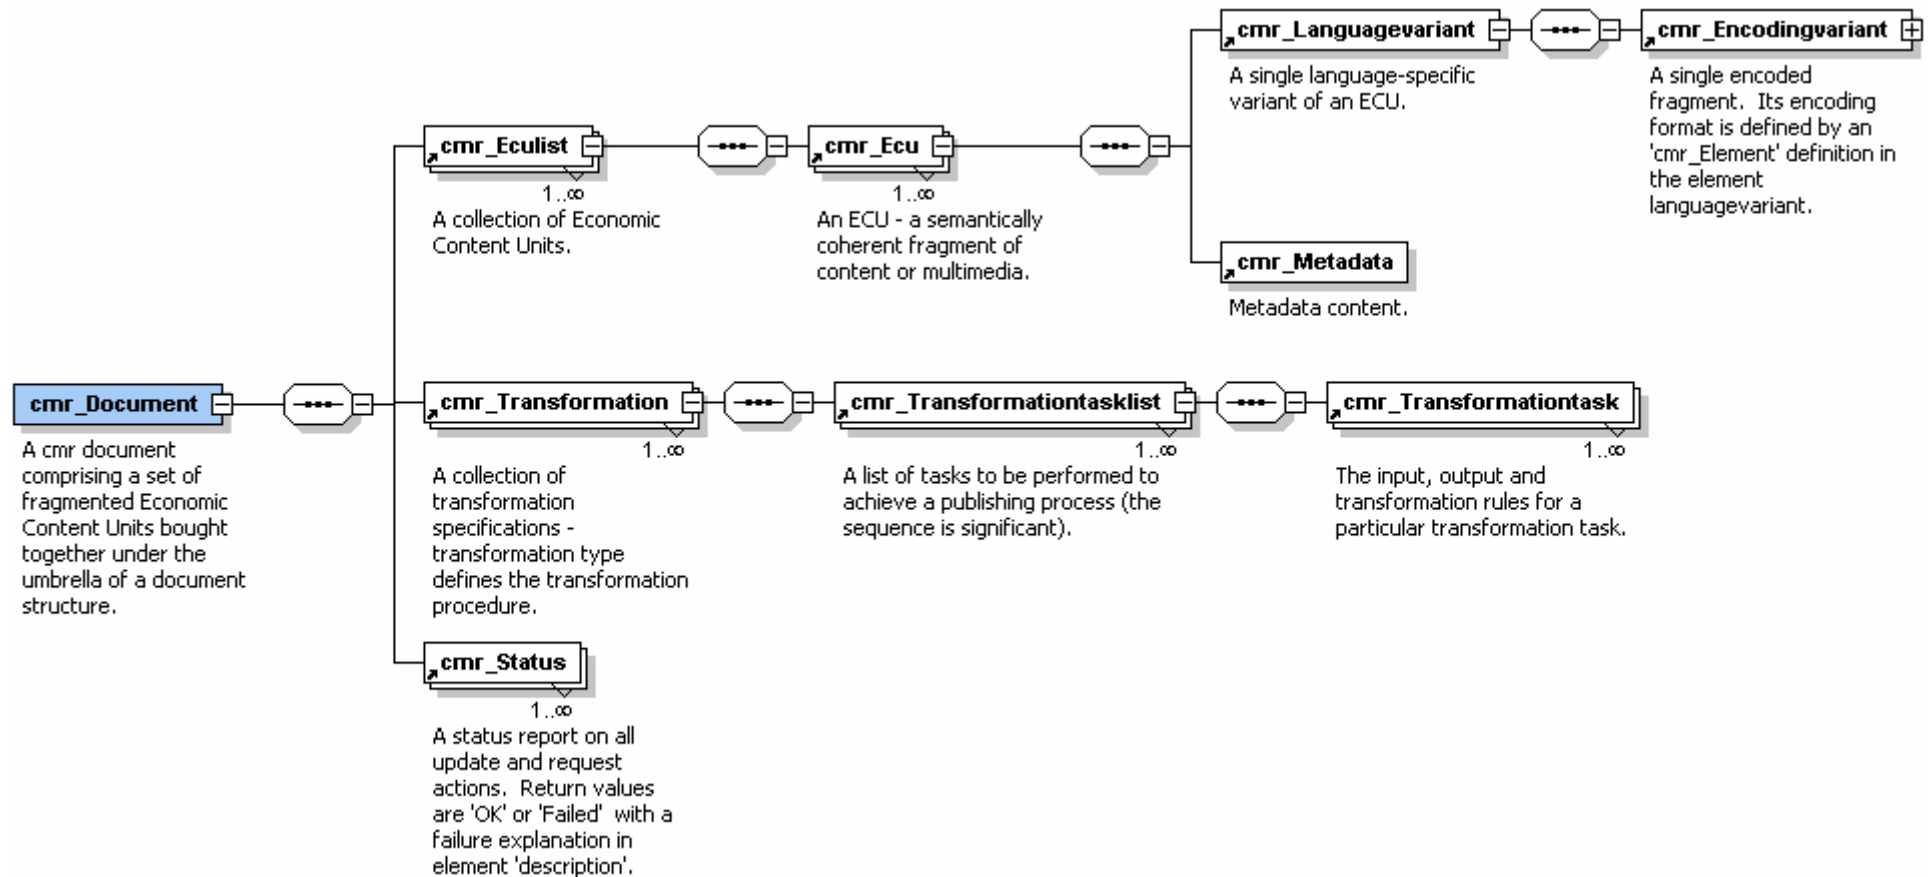 cmr_Languagevariant
A single language-specific
variant of an ECU.
cmr_Encodingvariant
A single encoded
fragment.  Its encoding
format is defined by an
'cmr_Element' definition in
the element
languagevariant.
cmr_Eculist
1..∞
A collection of Economic
Content Units.
cmr_Ecu
1..∞
An ECU - a semantically
coherent fragment of
content or multimedia.
cmr_Metadata
Metadata content.
cmr_Document
A cmr document
comprising a set of
fragmented Economic
Content Units bought
together under the
umbrella of a document
structure.
cmr_Transformation
1..∞
A collection of
transformation
specifications -
transformation type
defines the transformation
procedure.
cmr_Transformationtasklist
1..∞
A list of tasks to be performed to
achieve a publishing process (the
sequence is significant).
cmr_Transformationtask
1..∞
The input, output and
transformation rules for a
particular transformation task.
cmr_Status
1..∞
A status report on all
update and request
actions.  Return values
are 'OK' or 'Failed'  with a
failure explanation in
element 'description'.